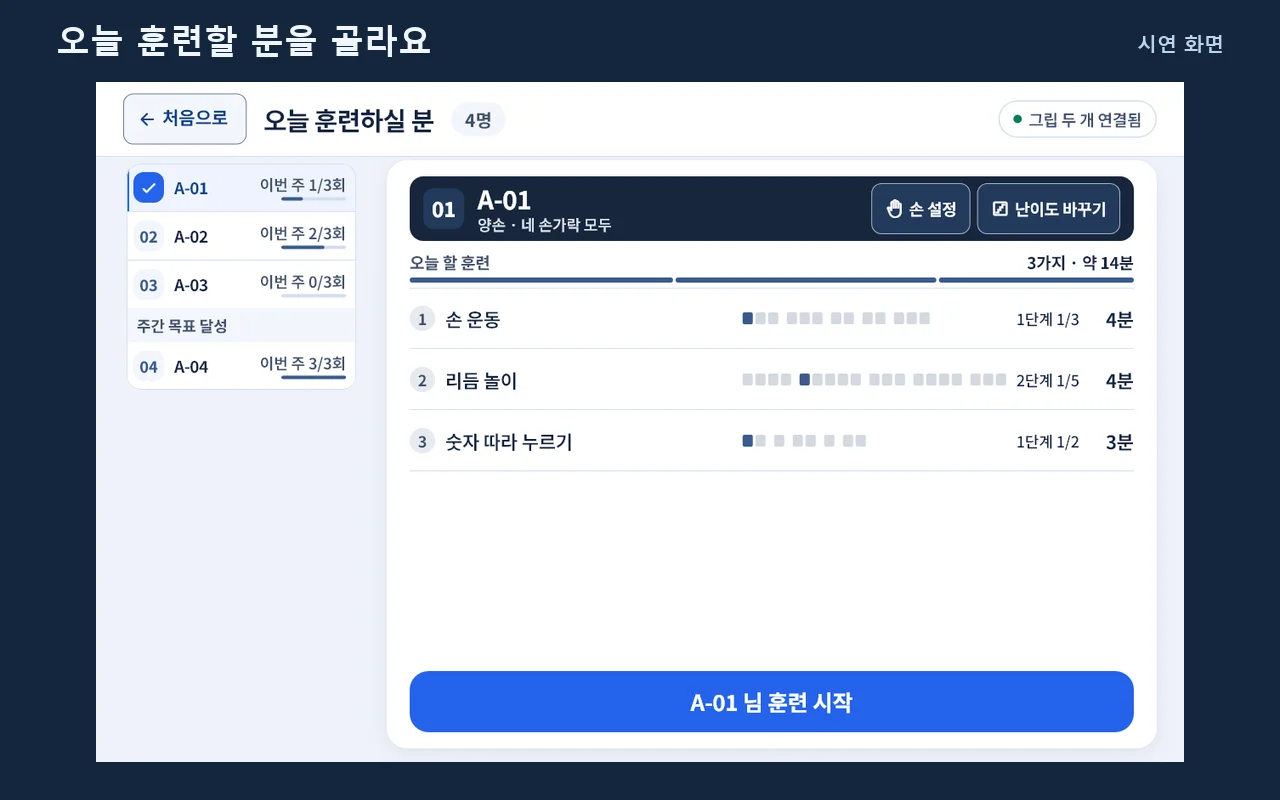 오늘 훈련할 분을 골라요
시연 화면
← 처음으로
오늘 훈련하실 분
4명
그립 두 개 연결됨
A-01
이번 주 1/3회
02
A-02
이번 주 2/3회
03
A-03
이번 주 0/3회
주간 목표 달성
04
A-04
이번 주 3/3회
01
A-01
양손 · 네 손가락 모두
손 설정
난이도 바꾸기
오늘 할 훈련
3가지 · 약 14분
1
손 운동
1단계 1/3
4분
2
리듬 놀이
2단계 1/5
4분
3
숫자 따라 누르기
1단계 1/2
3분
A-01 님 훈련 시작